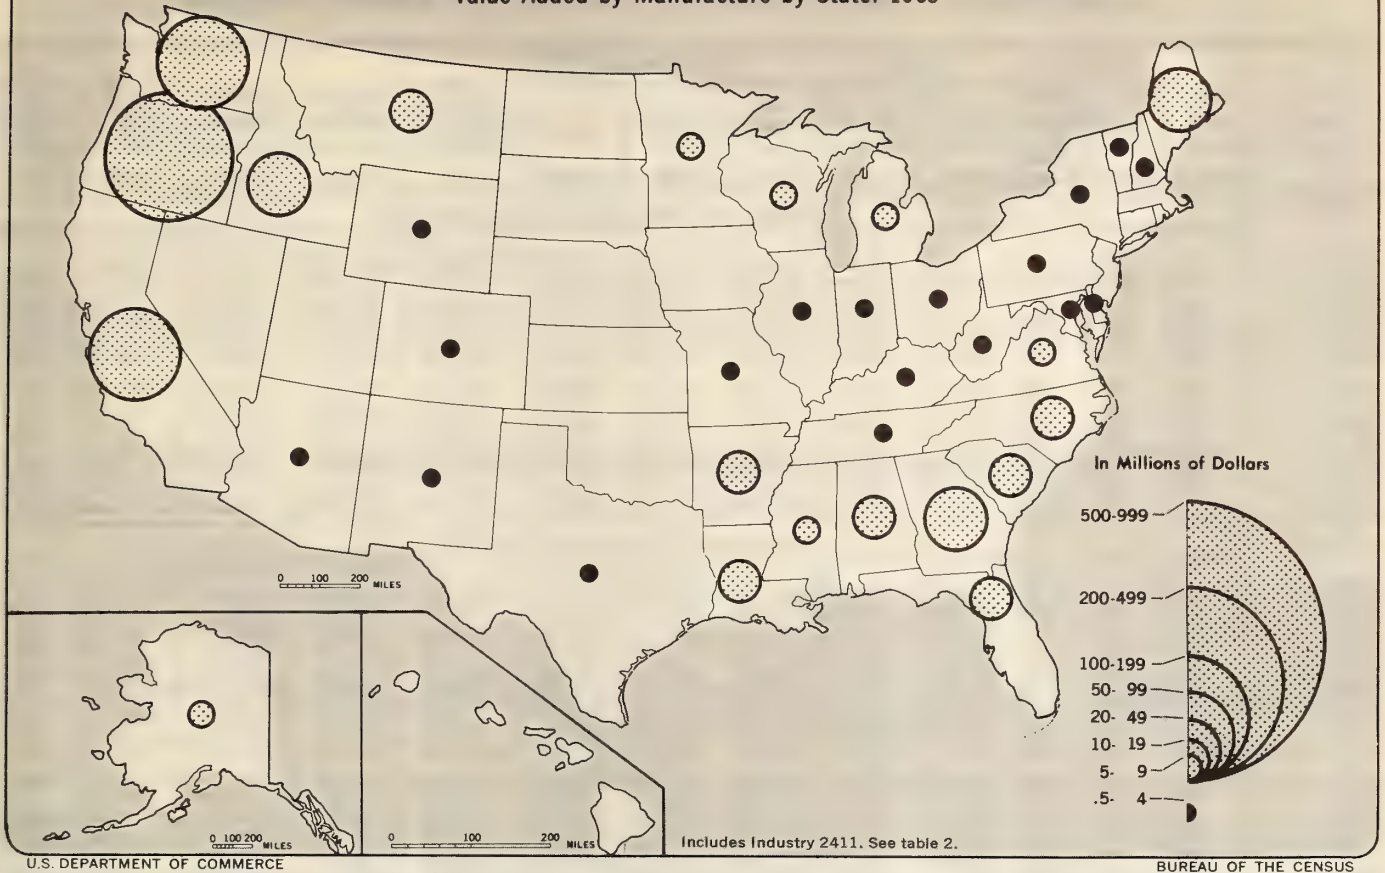 In Millions of Dollars
500-999
200-499
100-199
50- 99
20- 49
10- 19
5- 9
.5- 4
0 100 200 MILES
0 100 200 MILES
0 100 200 MILES
Includes Industry 2411. See table 2.
U.S. DEPARTMENT OF COMMERCE
BUREAU OF THE CENSUS